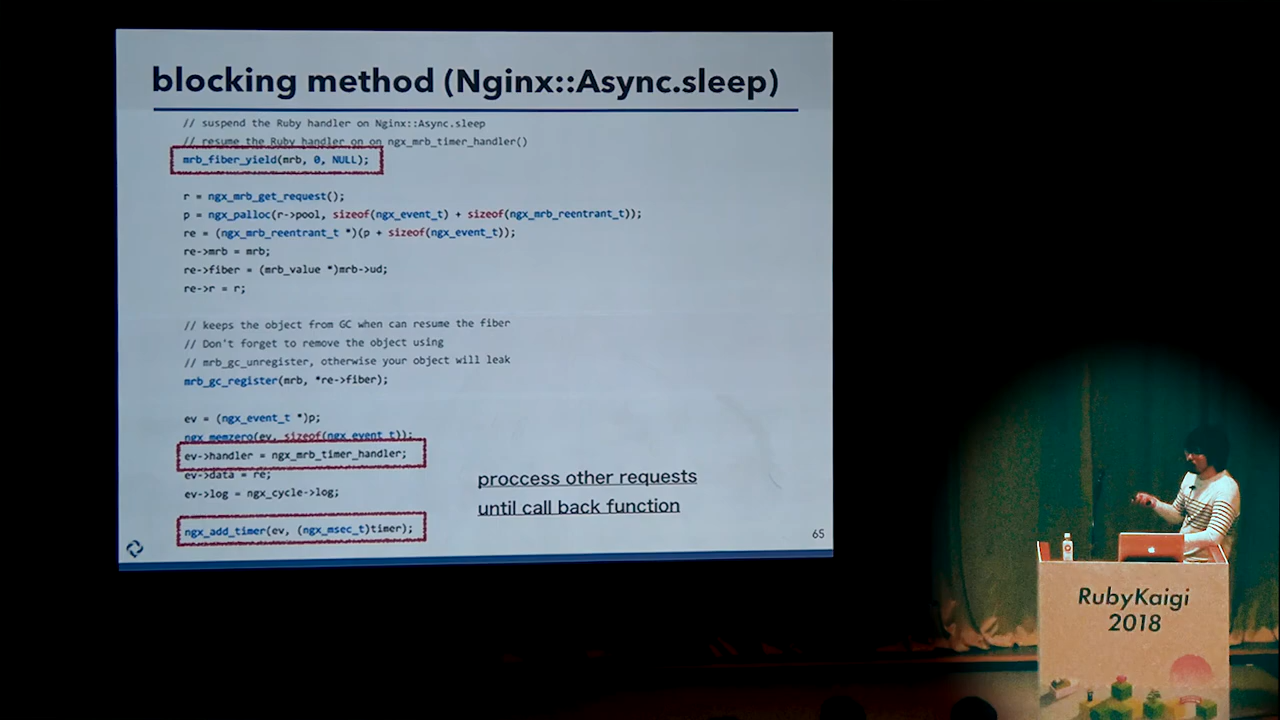 blocking method (Nginx::Async.sleep)
// suspend the Ruby handler on Nginx::Async.sleep
// resume the Ruby handler on on ngx_mrb_timer_handler()
mrb_fiber_yield(mrb, 0, NULL);
r = ngx_mrb_get_request();
p = ngx_palloc(r->pool, sizeof(ngx_event_t) + sizeof(ngx_mrb_reentrant_t));
re = (ngx_mrb_reentrant_t *)(p + sizeof(ngx_event_t));
re->mrb = mrb;
re->fiber = (mrb_value *)mrb->ud;
re->r = r;
// keeps the object from GC when can resume the fiber
// Don't forget to remove the object using
// mrb_gc_unregister, otherwise your object will leak
mrb_gc_register(mrb, *re->fiber);
ev = (ngx_event_t *)p;
ngx_memzero(ev, sizeof(ngx_event_t));
ev->handler = ngx_mrb_timer_handler;
ev->data = re;
ev->log = ngx_cycle->log;
ngx_add_timer(ev, (ngx_msec_t)timer);
proccess other requests
until call back function
65
RubyKaigi
2018